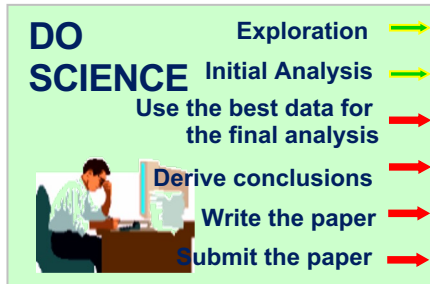 DO
SCIENCE
Exploration
Initial Analysis
Use the best data for
the final analysis
Derive conclusions
Write the paper
Submit the paper